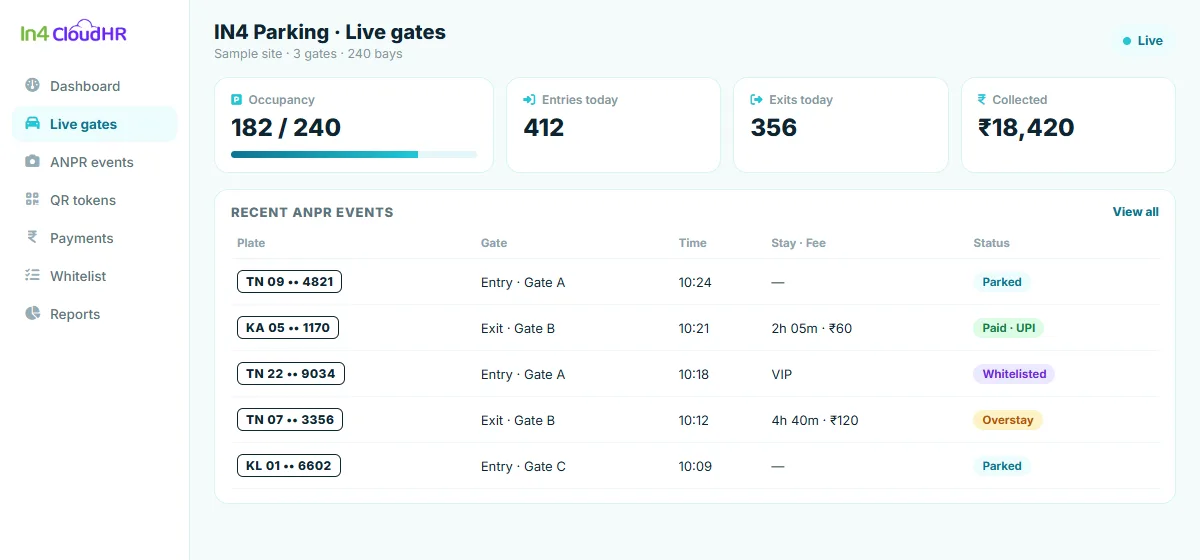 In4 CloudHR
Dashboard
Live gates
ANPR events
QR tokens
Payments
Whitelist
Reports
IN4 Parking · Live gates
Sample site · 3 gates · 240 bays
Live
Occupancy
182 / 240
Entries today
412
Exits today
356
₹ Collected
₹18,420
RECENT ANPR EVENTS
View all
Plate Gate Time Stay · Fee Status
TN 09 •• 4821 Entry · Gate A 10:24 — Parked
KA 05 •• 1170 Exit · Gate B 10:21 2h 05m · ₹60 Paid · UPI
TN 22 •• 9034 Entry · Gate A 10:18 VIP Whitelisted
TN 07 •• 3356 Exit · Gate B 10:12 4h 40m · ₹120 Overstay
KL 01 •• 6602 Entry · Gate C 10:09 — Parked